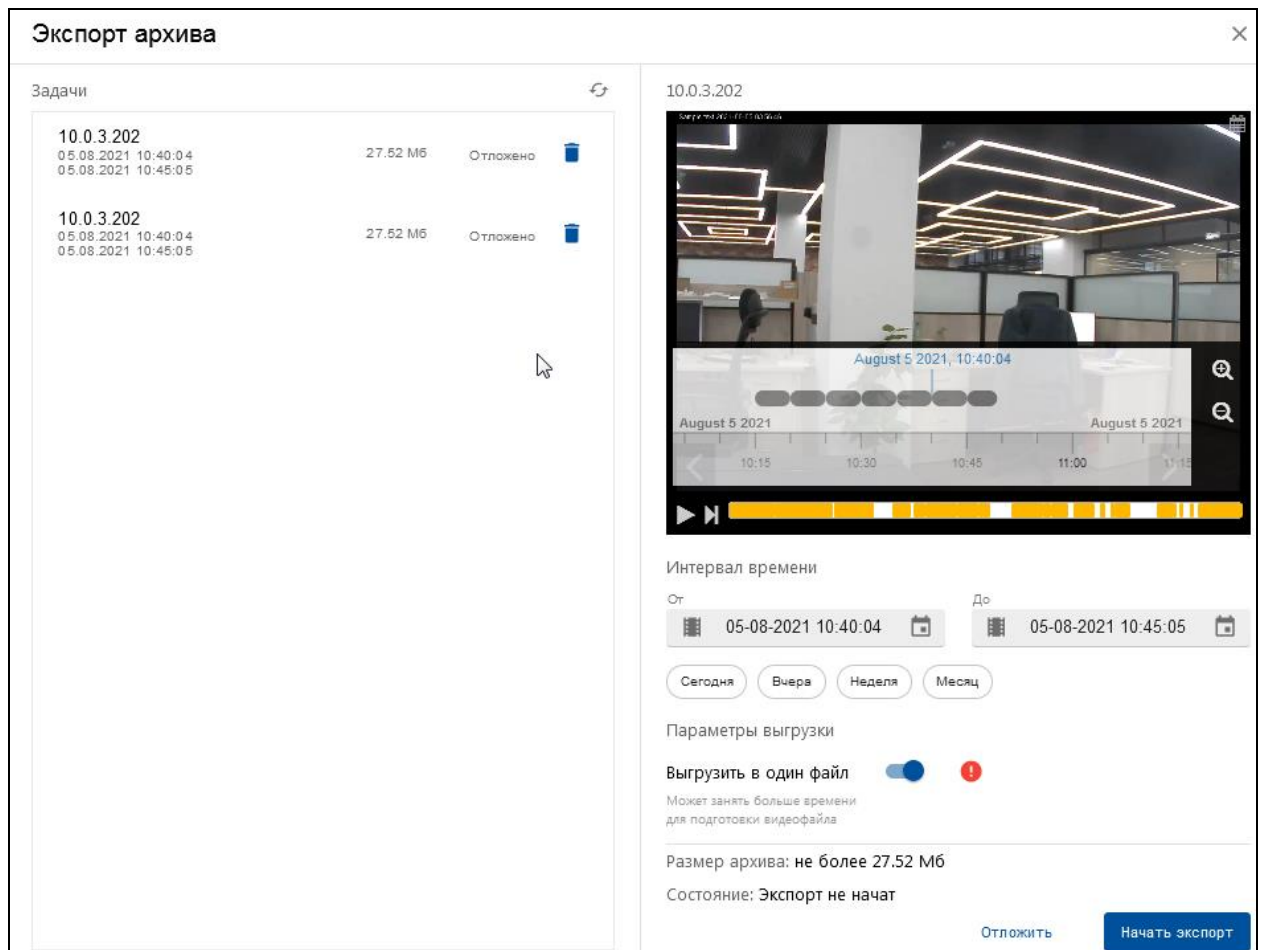 Экспорт архива
Задачи
10.0.3.202
05.08.2021 10:40:04
05.08.2021 10:45:05
27.52 Мб
Отложено
10.0.3.202
05.08.2021 10:40:04
05.08.2021 10:45:05
27.52 Мб
Отложено
10.0.3.202
August 5 2021, 10:40:04
August 5 2021
August 5 2021
10:15
10:30
10:45
11:00
11:15
Интервал времени
От
До
05-08-2021 10:40:04
05-08-2021 10:45:05
Сегодня
Вчера
Неделя
Месяц
Параметры выгрузки
Выгрузить в один файл
Может занять больше времени
для подготовки видеофайла
Размер архива: не более 27.52 Мб
Состояние: Экспорт не начат
Отложить
Начать экспорт